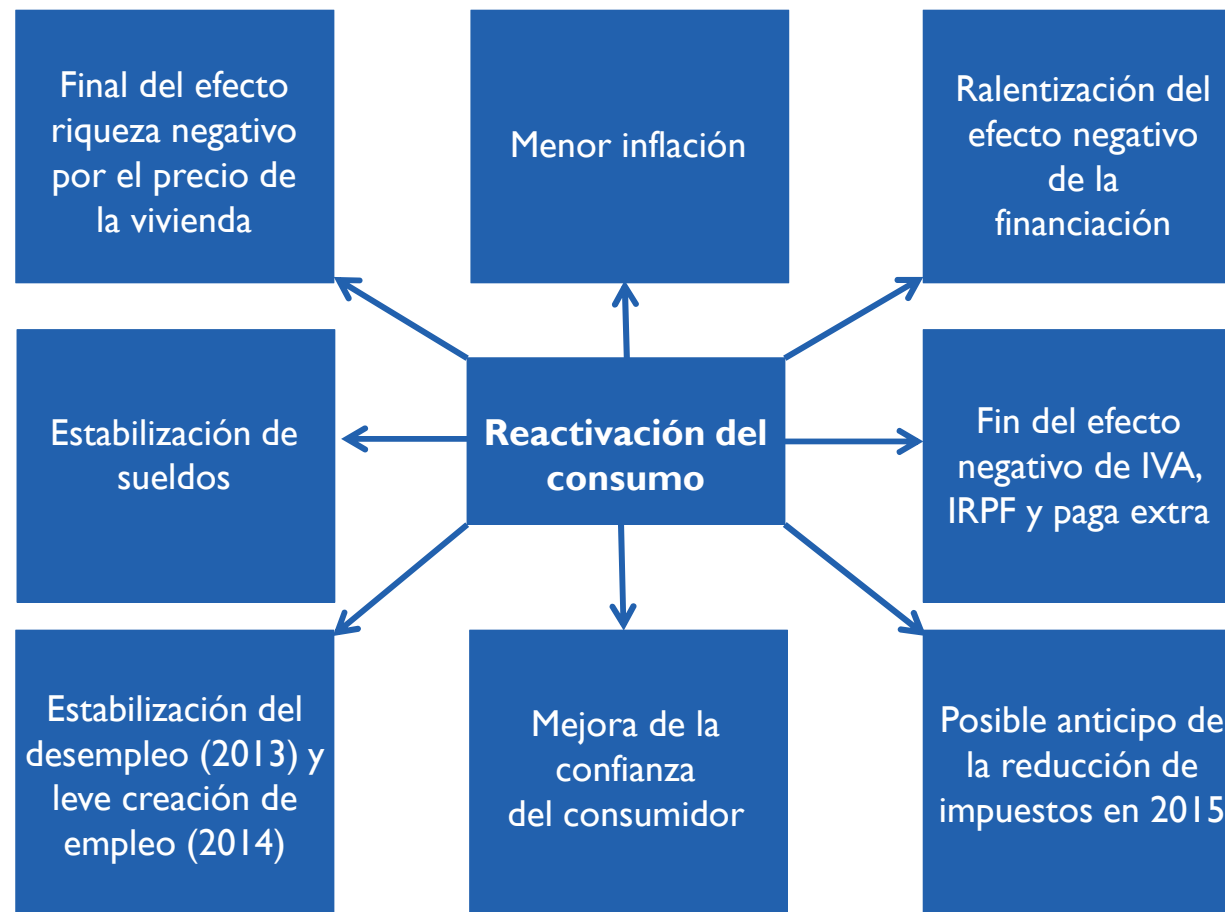 Final del efecto
riqueza negativo
por el precio de
la vivienda
Menor inflación
Ralentización del
efecto negativo
de la
financiación
Estabilización de
sueldos
Reactivación del
consumo
Fin del efecto
negativo de IVA,
IRPF y paga extra
Estabilización del
desempleo (2013) y
leve creación de
empleo (2014)
Mejora de la
confianza
del consumidor
Posible anticipo de
la reducción de
impuestos en 2015